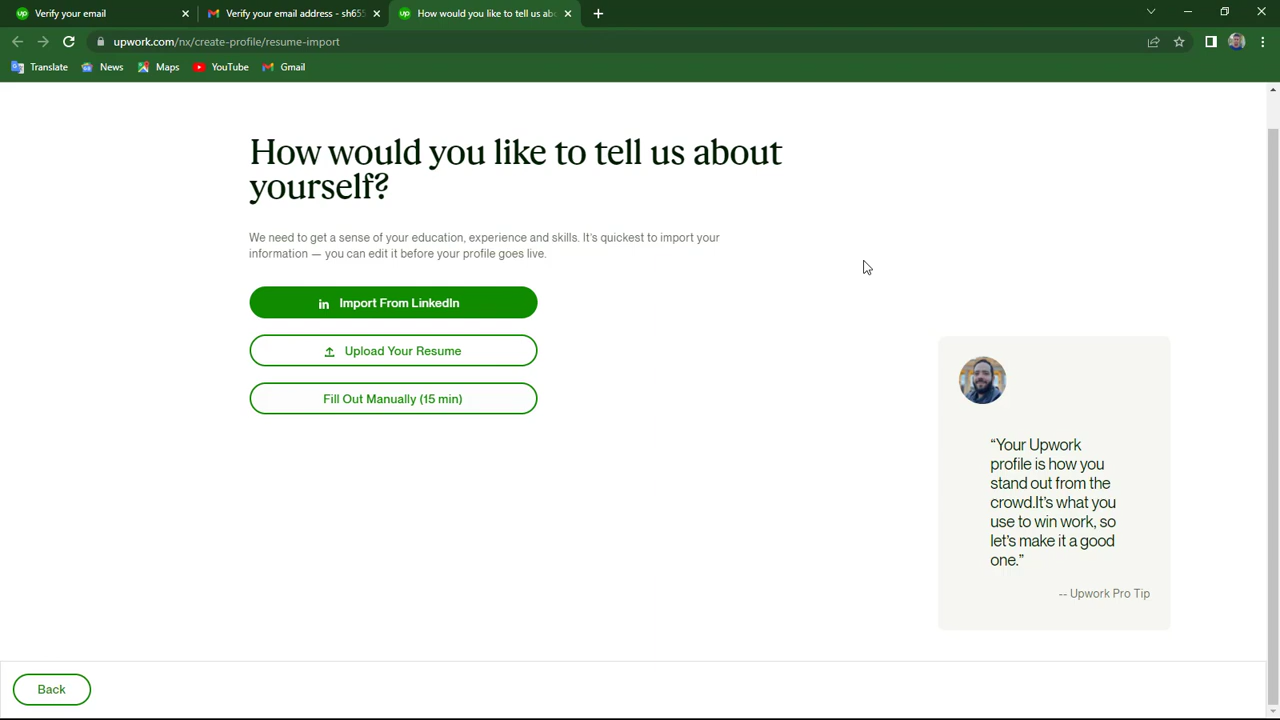 up Verify your email
Verify your email address - sh655
up How would you like to tell us abo
upwork.com/nx/create-profile/resume-import
Translate
News
Maps
YouTube
Gmail
How would you like to tell us about
yourself?
We need to get a sense of your education, experience and skills. It's quickest to import your
information — you can edit it before your profile goes live.
in Import From LinkedIn
Upload Your Resume
Fill Out Manually (15 min)
“Your Upwork
profile is how you
stand out from the
crowd.It's what you
use to win work, so
let's make it a good
one.”
-- Upwork Pro Tip
Back